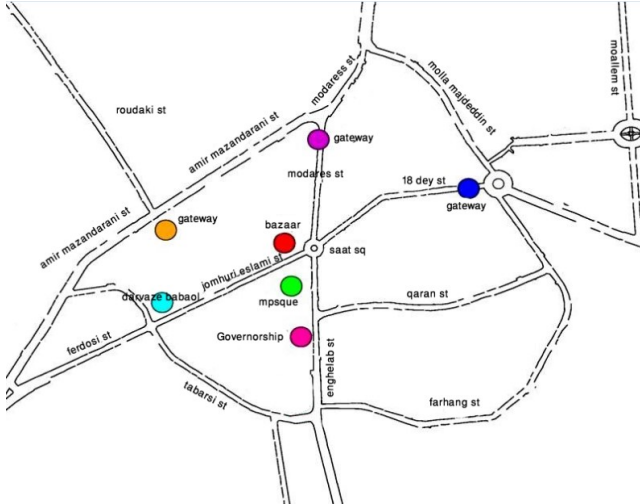 modaress st
molla majdeddin st
moallem st
roudaki st
amir mazandarani st
gateway
modares st
18 dey st
gateway
amir mazandarani st
gateway
bazaar
saat sq
jomhuri eslami st
darvaze babaol
mpsque
qaran st
Governorship
ferdosi st
enghelab st
tabarsi st
farhang st